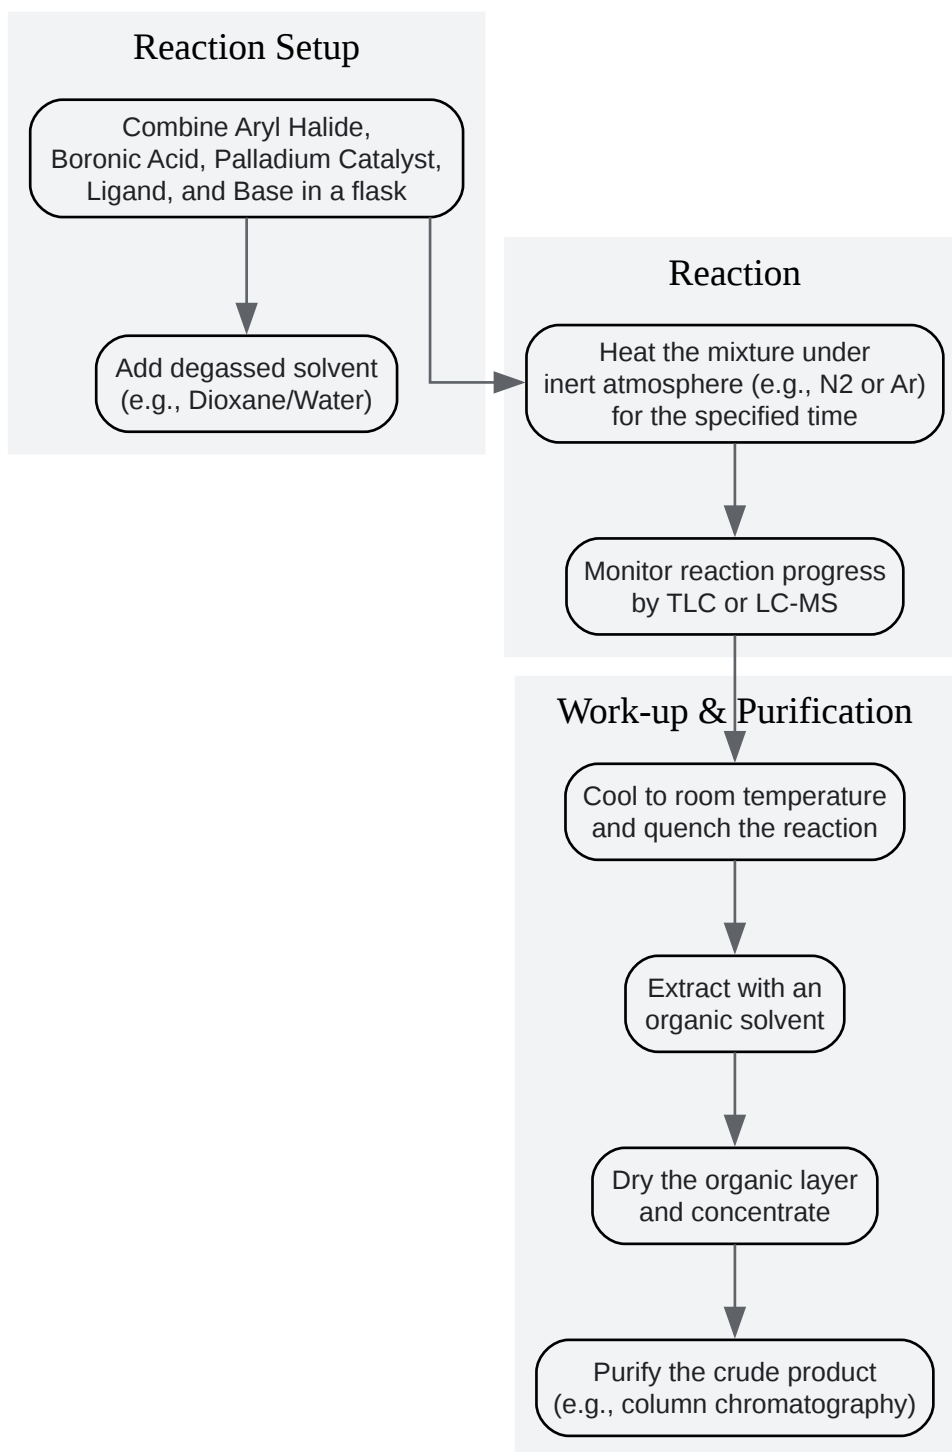 Reaction Setup
Combine Aryl Halide,
Boronic Acid, Palladium Catalyst,
Ligand, and Base in a flask
Add degassed solvent
(e.g., Dioxane/Water)
Reaction
Heat the mixture under
inert atmosphere (e.g., N2 or Ar)
for the specified time
Monitor reaction progress
by TLC or LC-MS
Work-up & Purification
Cool to room temperature
and quench the reaction
Extract with an
organic solvent
Dry the organic layer
and concentrate
Purify the crude product
(e.g., column chromatography)